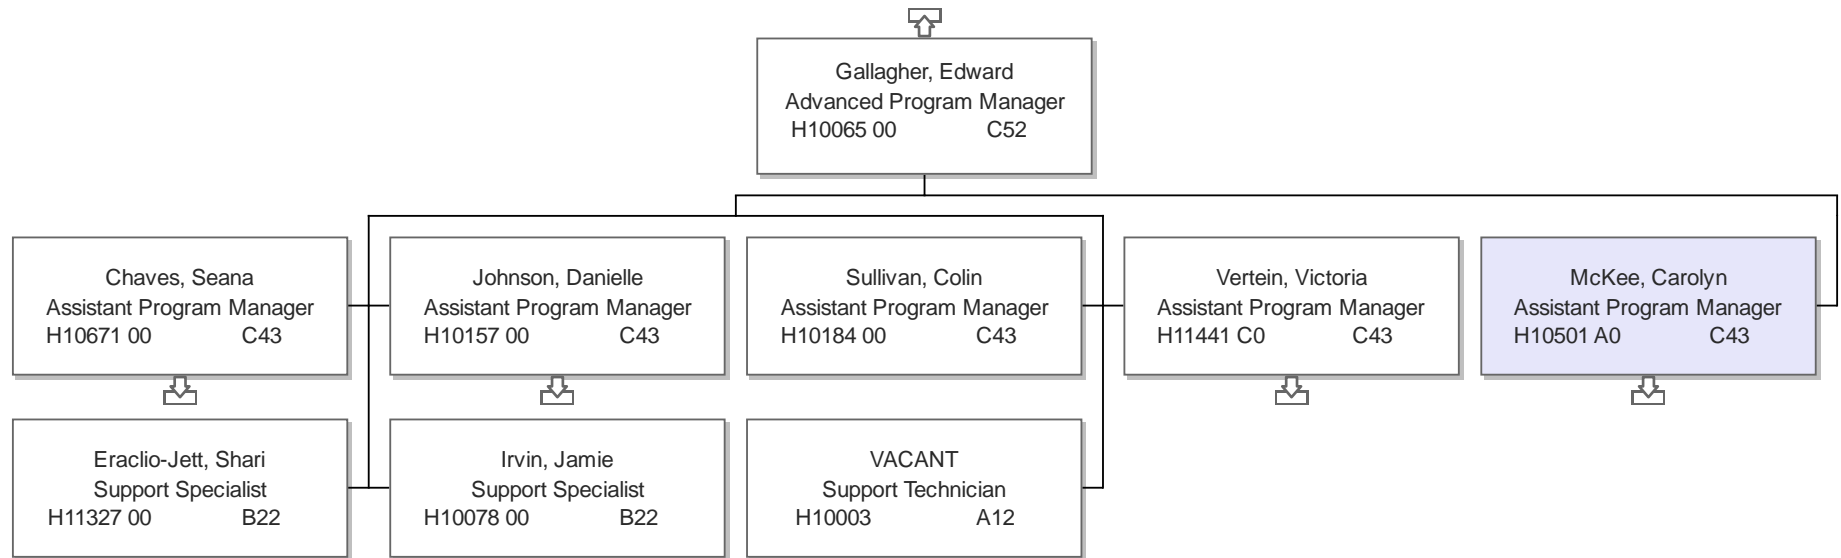 Gallagher, Edward
Advanced Program Manager
H10065 00 C52
Chaves, Seana
Assistant Program Manager
H10671 00 C43
Johnson, Danielle
Assistant Program Manager
H10157 00 C43
Sullivan, Colin
Assistant Program Manager
H10184 00 C43
Vertein, Victoria
Assistant Program Manager
H11441 C0 C43
McKee, Carolyn
Assistant Program Manager
H10501 A0 C43
Eraclio-Jett, Shari
Support Specialist
H11327 00 B22
Irvin, Jamie
Support Specialist
H10078 00 B22
VACANT
Support Technician
H10003 A12